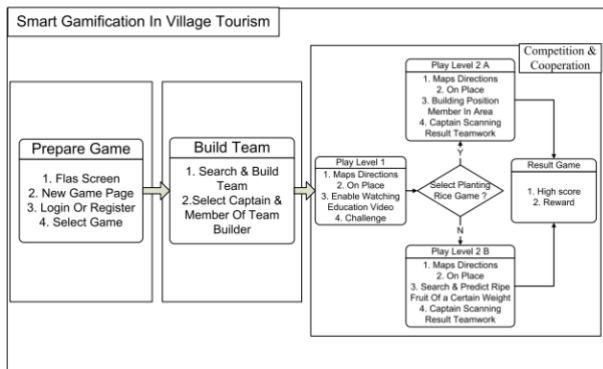 Smart Gamification In Village Tourism
Competition &
Cooperation
Prepare Game
1. Flas Screen
2. New Game Page
3. Login Or Register
4. Select Game
Build Team
1. Search & Build
Team
2.Select Captain &
Member Of Team
Builder
Play Level 1
1. Maps Directions
2. On Place
3. Enable Watching
Education Video
4. Challenge
Play Level 2 A
1. Maps Directions
2. On Place
3. Building Position
Member In Area
4. Captain Scanning
Result Teamwork
Y
Select Planting
Rice Game ?
N
Play Level 2 B
1. Maps Directions
2. On Place
3. Search & Predict Ripe
Fruit Of a Certain Weight
4. Captain Scanning
Result Teamwork
Result Game
1. High score
2. Reward